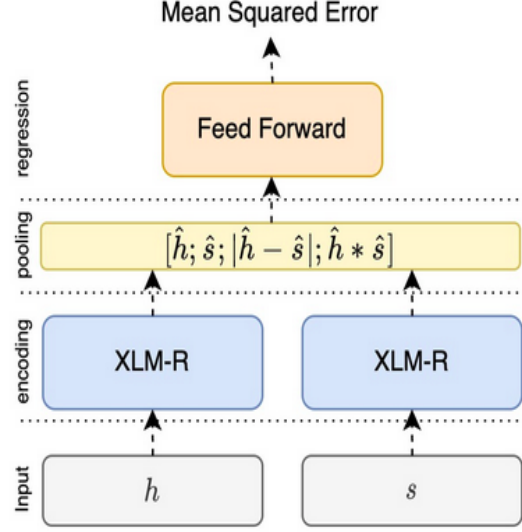 Mean Squared Error
regression
Feed Forward
pooling
[ĥ; ŝ; |ĥ − ŝ|; ĥ * ŝ]
encoding
XLM-R
XLM-R
Input
h
s